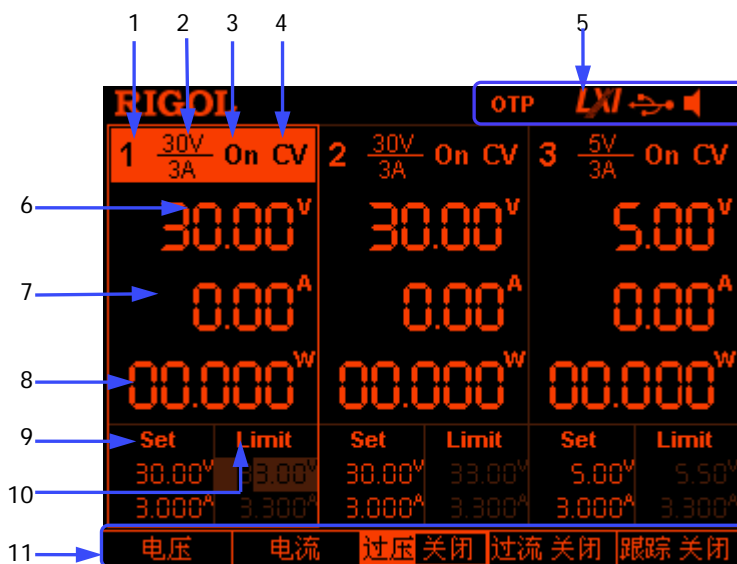 1 2 3 4 5
RIGOL OTP LXI
1 30V/3A On CV 2 30V/3A On CV 3 5V/3A On CV
6 30.00V 30.00V 5.00V
7 0.00A 0.00A 0.00A
8 00.000W 00.000W 00.000W
9 Set Limit Set Limit Set Limit
30.00V 33.00V 30.00V 33.00V 5.00V 5.50V
10 3.000A 3.300A 3.000A 3.300A 3.000A 3.300A
11 电压 电流 过压 关闭 过流 关闭 跟踪 关闭